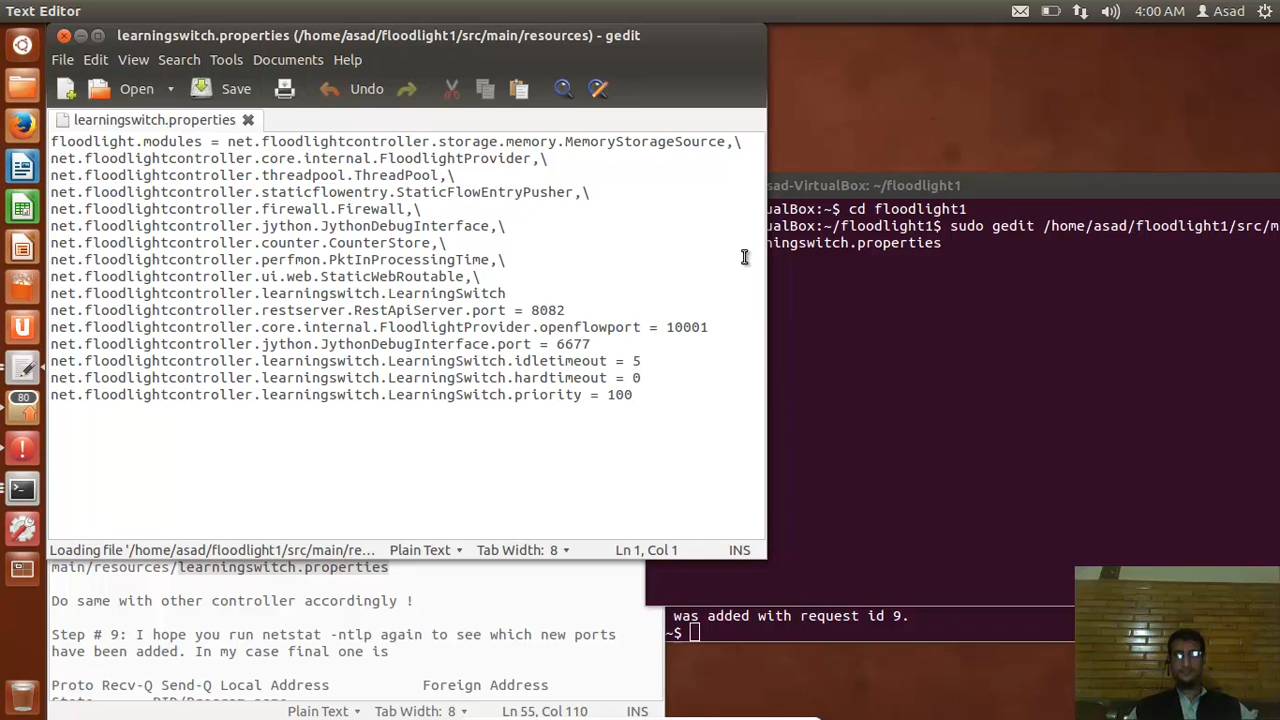 Text Editor
4:00 AM
Asad
learningswitch.properties (/home/asad/floodlight1/src/main/resources) - gedit
File Edit View Search Tools Documents Help
Open Save Undo
learningswitch.properties
floodlight.modules = net.floodlightcontroller.storage.memory.MemoryStorageSource,\
net.floodlightcontroller.core.internal.FloodlightProvider,\
net.floodlightcontroller.threadpool.ThreadPool,\
net.floodlightcontroller.staticflowentry.StaticFlowEntryPusher,\
net.floodlightcontroller.firewall.Firewall,\
net.floodlightcontroller.jython.JythonDebugInterface,\
net.floodlightcontroller.counter.CounterStore,\
net.floodlightcontroller.perfmon.PktInProcessingTime,\
net.floodlightcontroller.ui.web.StaticWebRoutable,\
net.floodlightcontroller.learningswitch.LearningSwitch
net.floodlightcontroller.restserver.RestApiServer.port = 8082
net.floodlightcontroller.core.internal.FloodlightProvider.openflowport = 10001
net.floodlightcontroller.jython.JythonDebugInterface.port = 6677
net.floodlightcontroller.learningswitch.LearningSwitch.idletimeout = 5
net.floodlightcontroller.learningswitch.LearningSwitch.hardtimeout = 0
net.floodlightcontroller.learningswitch.LearningSwitch.priority = 100
Loading file '/home/asad/floodlight1/src/main/re... Plain Text Tab Width: 8 Ln 1, Col 1 INS
sad-VirtualBox: ~/floodlight1
ualBox:~$ cd floodlight1
ualBox:~/floodlight1$ sudo gedit /home/asad/floodlight1/src/m
ningswitch.properties
80
main/resources/learningswitch.properties
Do same with other controller accordingly !
Step # 9: I hope you run netstat -ntlp again to see which new ports
have been added. In my case final one is
Proto Recv-Q Send-Q Local Address Foreign Address
Plain Text Tab Width: 8 Ln 55, Col 110 INS
was added with request id 9.
~$